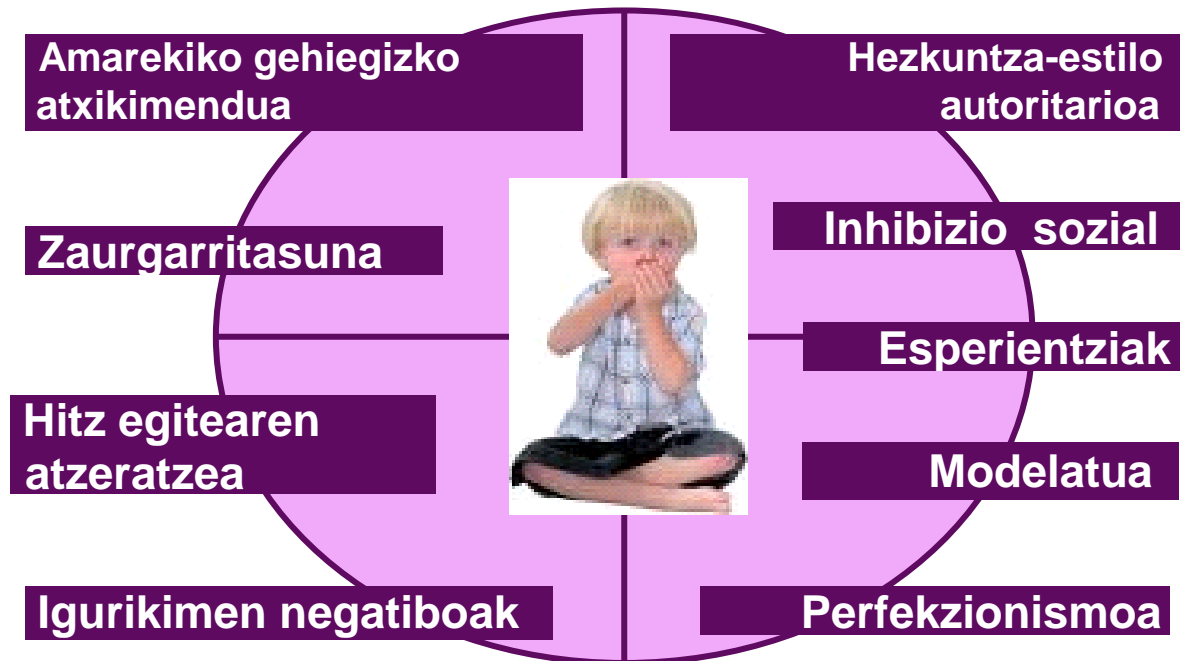 Amarekiko gehiegizko
atxikimendua
Hezkuntza-estilo
autoritarioa
Zaurgarritasuna
Inhibizio sozial
Esperientziak
Hitz egitearen
atzeratzea
Modelatua
Igurikimen negatiboak
Perfekzionismoa